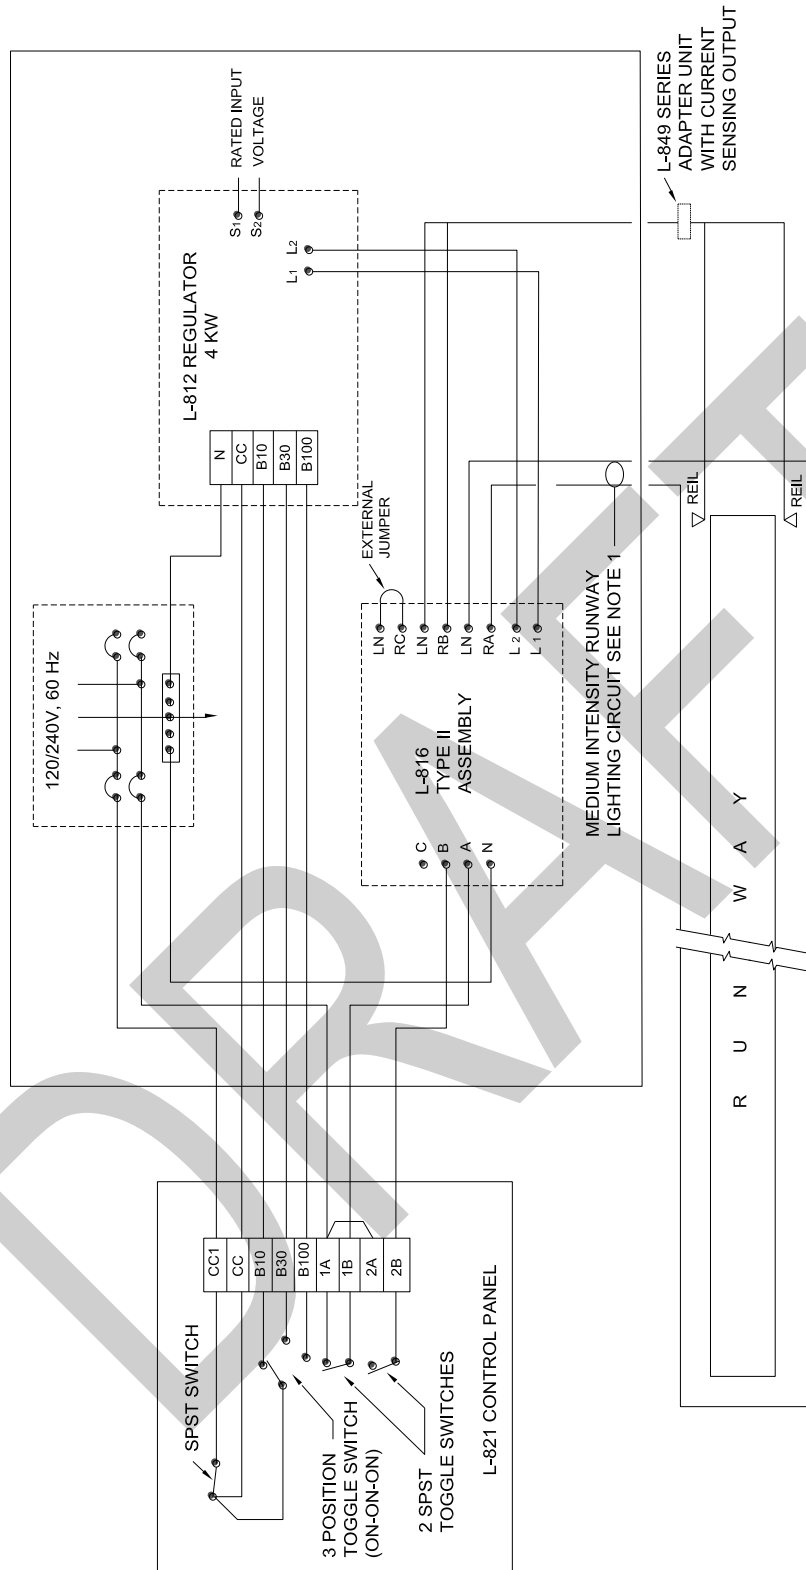 L-849 SERIES
ADAPTER UNIT
WITH CURRENT
SENSING OUTPUT
RATED INPUT
VOLTAGE
S1
S2
L2
L1
L-812 REGULATOR
4 KW
N
CC
B10
B30
B100
EXTERNAL
JUMPER
120/240V, 60 Hz
LN
RC
LN
RB
LN
RA
L 2
L 1
L-816
TYPE II
ASSEMBLY
C
B
A
N
MEDIUM INTENSITY RUNWAY
LIGHTING CIRCUIT SEE NOTE 1
REIL
REIL
R U N W A Y
CC1
CC
B10
B30
B100
1A
1B
2A
2B
SPST SWITCH
3 POSITION
TOGGLE SWITCH
(ON-ON-ON)
2 SPST
TOGGLE SWITCHES
L-821 CONTROL PANEL
DRAFT